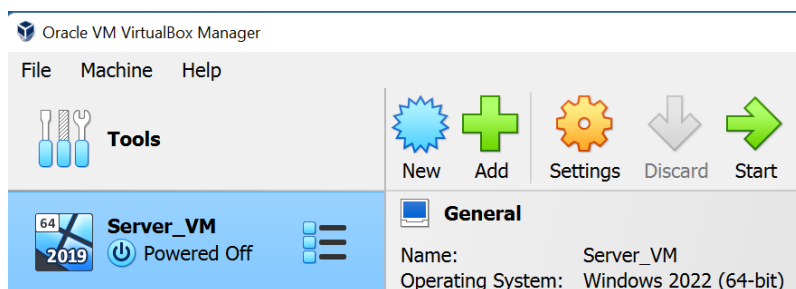 Oracle VM VirtualBox Manager
File Machine Help
Tools
New Add Settings Discard Start
64
2019
Server_VM
Powered Off
General
Name: Server_VM
Operating System: Windows 2022 (64-bit)